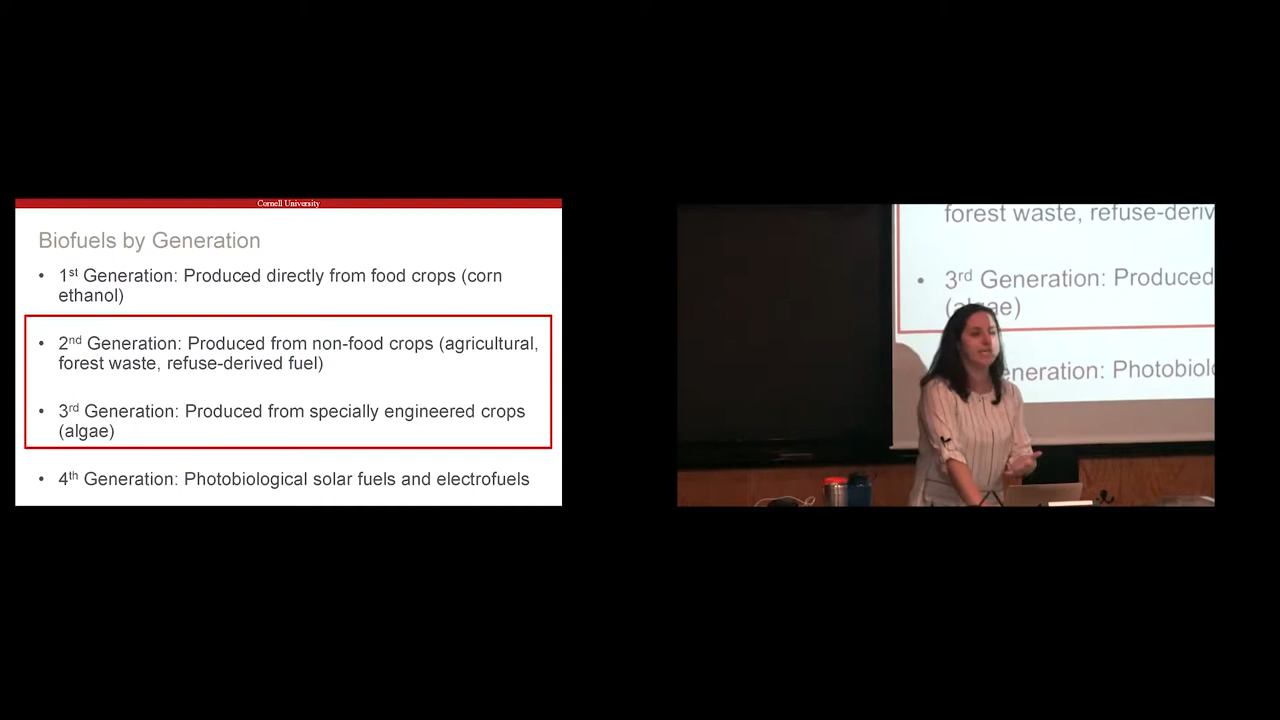 Cornell University
Biofuels by Generation
• 1st Generation: Produced directly from food crops (corn
ethanol)
• 2nd Generation: Produced from non-food crops (agricultural,
forest waste, refuse-derived fuel)
• 3rd Generation: Produced from specially engineered crops
(algae)
• 4th Generation: Photobiological solar fuels and electrofuels
forest waste, refuse-deriv
• 3rd Generation: Produced
(algae)
eneration: Photobiolo